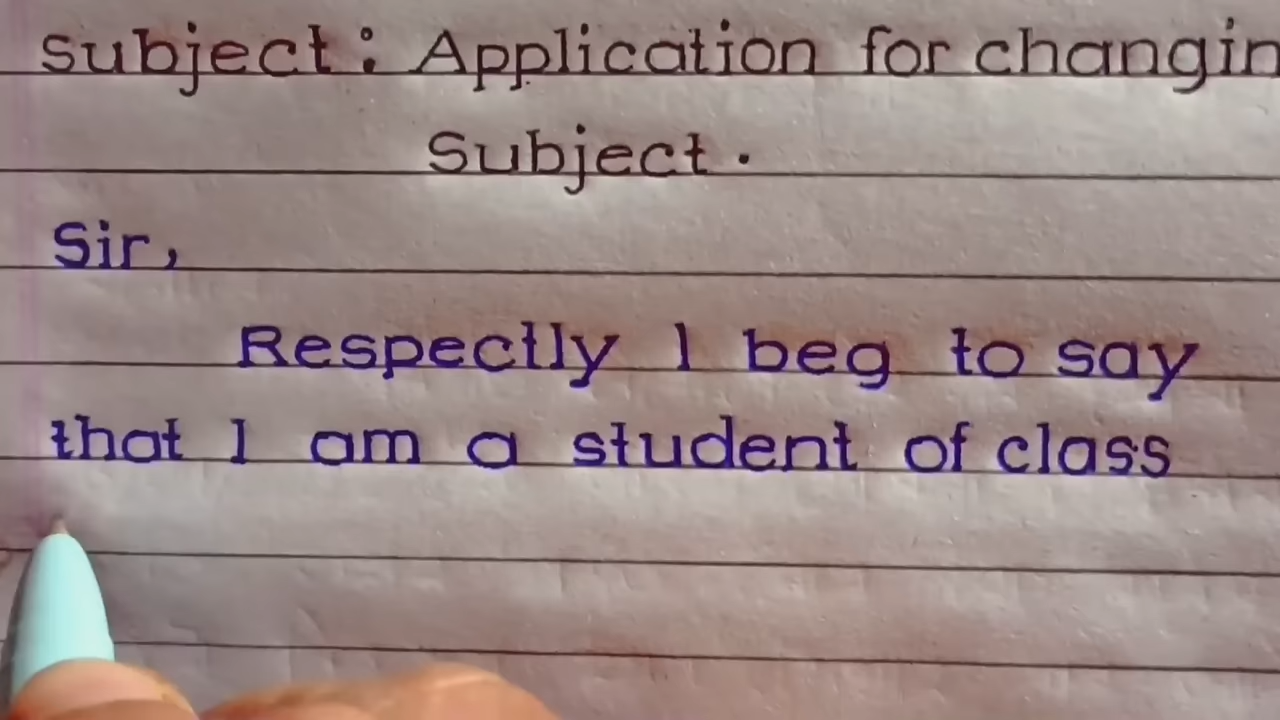 subject: Application for changin
Subject.
Sir,
Respectly I beg to say
that I am a student of class